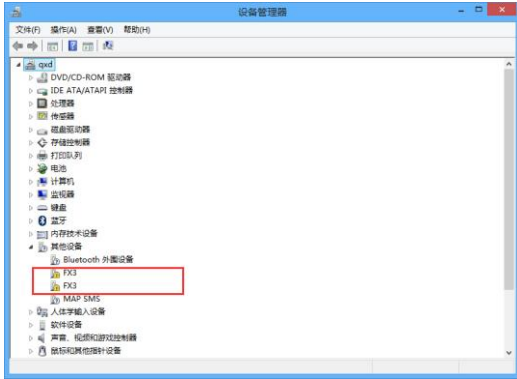 设备管理器
文件(F) 操作(A) 查看(V) 帮助(H)
qxd
DVD/CD-ROM 驱动器
IDE ATA/ATAPI 控制器
处理器
传感器
磁盘驱动器
存储控制器
打印队列
电池
计算机
监视器
键盘
蓝牙
内存技术设备
其他设备
Bluetooth 外围设备
FX3
FX3
MAP SMS
人体学输入设备
软件设备
声音、视频和游戏控制器
鼠标和其他指针设备